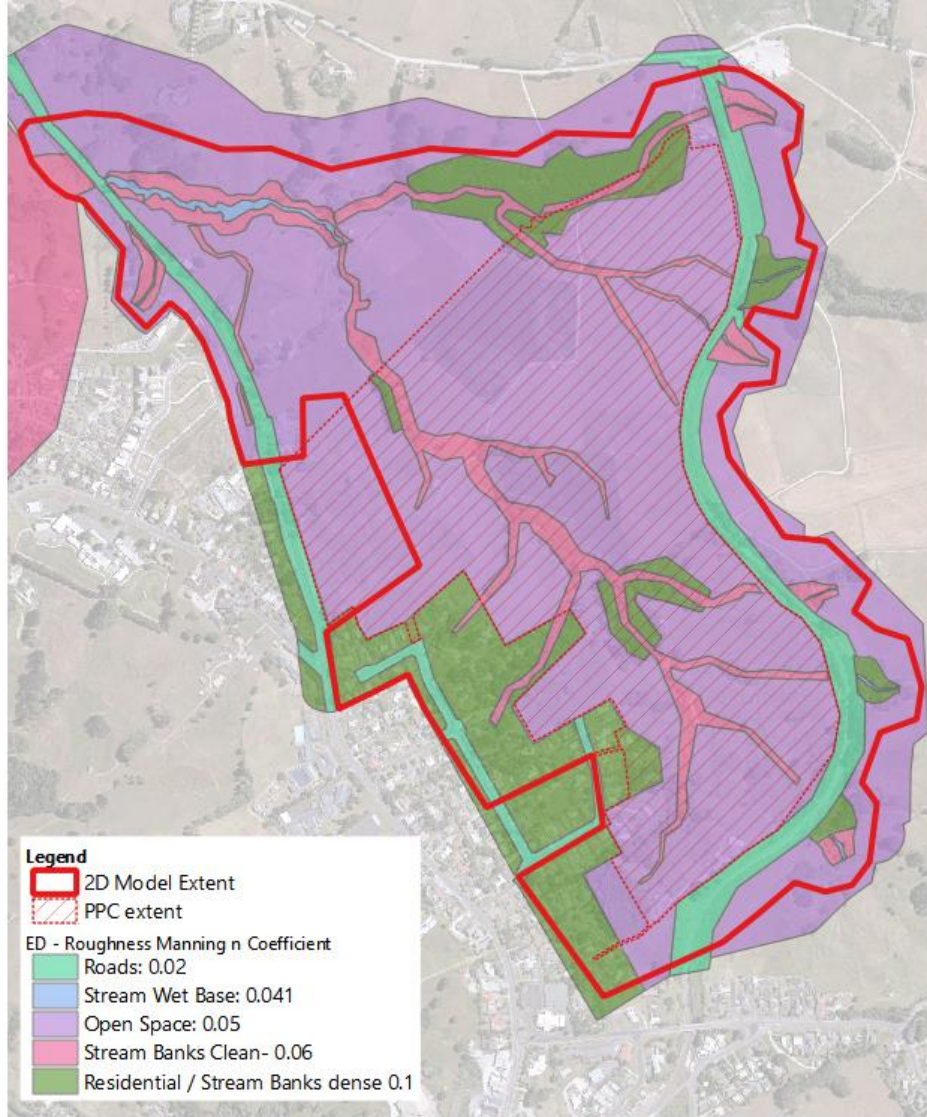 Legend
2D Model Extent
PPC extent
ED - Roughness Manning n Coefficient
Roads: 0.02
Stream Wet Base: 0.041
Open Space: 0.05
Stream Banks Clean- 0.06
Residential / Stream Banks dense 0.1